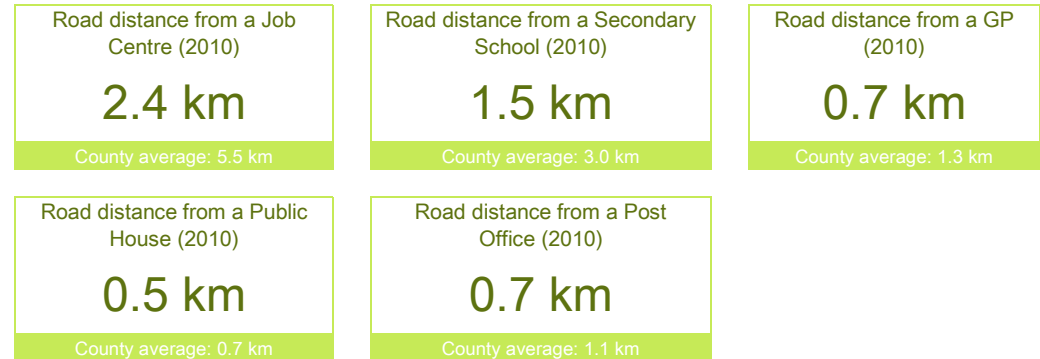 Road distance from a Job
Centre (2010)
2.4 km
County average: 5.5 km
Road distance from a Secondary
School (2010)
1.5 km
County average: 3.0 km
Road distance from a GP
(2010)
0.7 km
County average: 1.3 km
Road distance from a Public
House (2010)
0.5 km
County average: 0.7 km
Road distance from a Post
Office (2010)
0.7 km
County average: 1.1 km